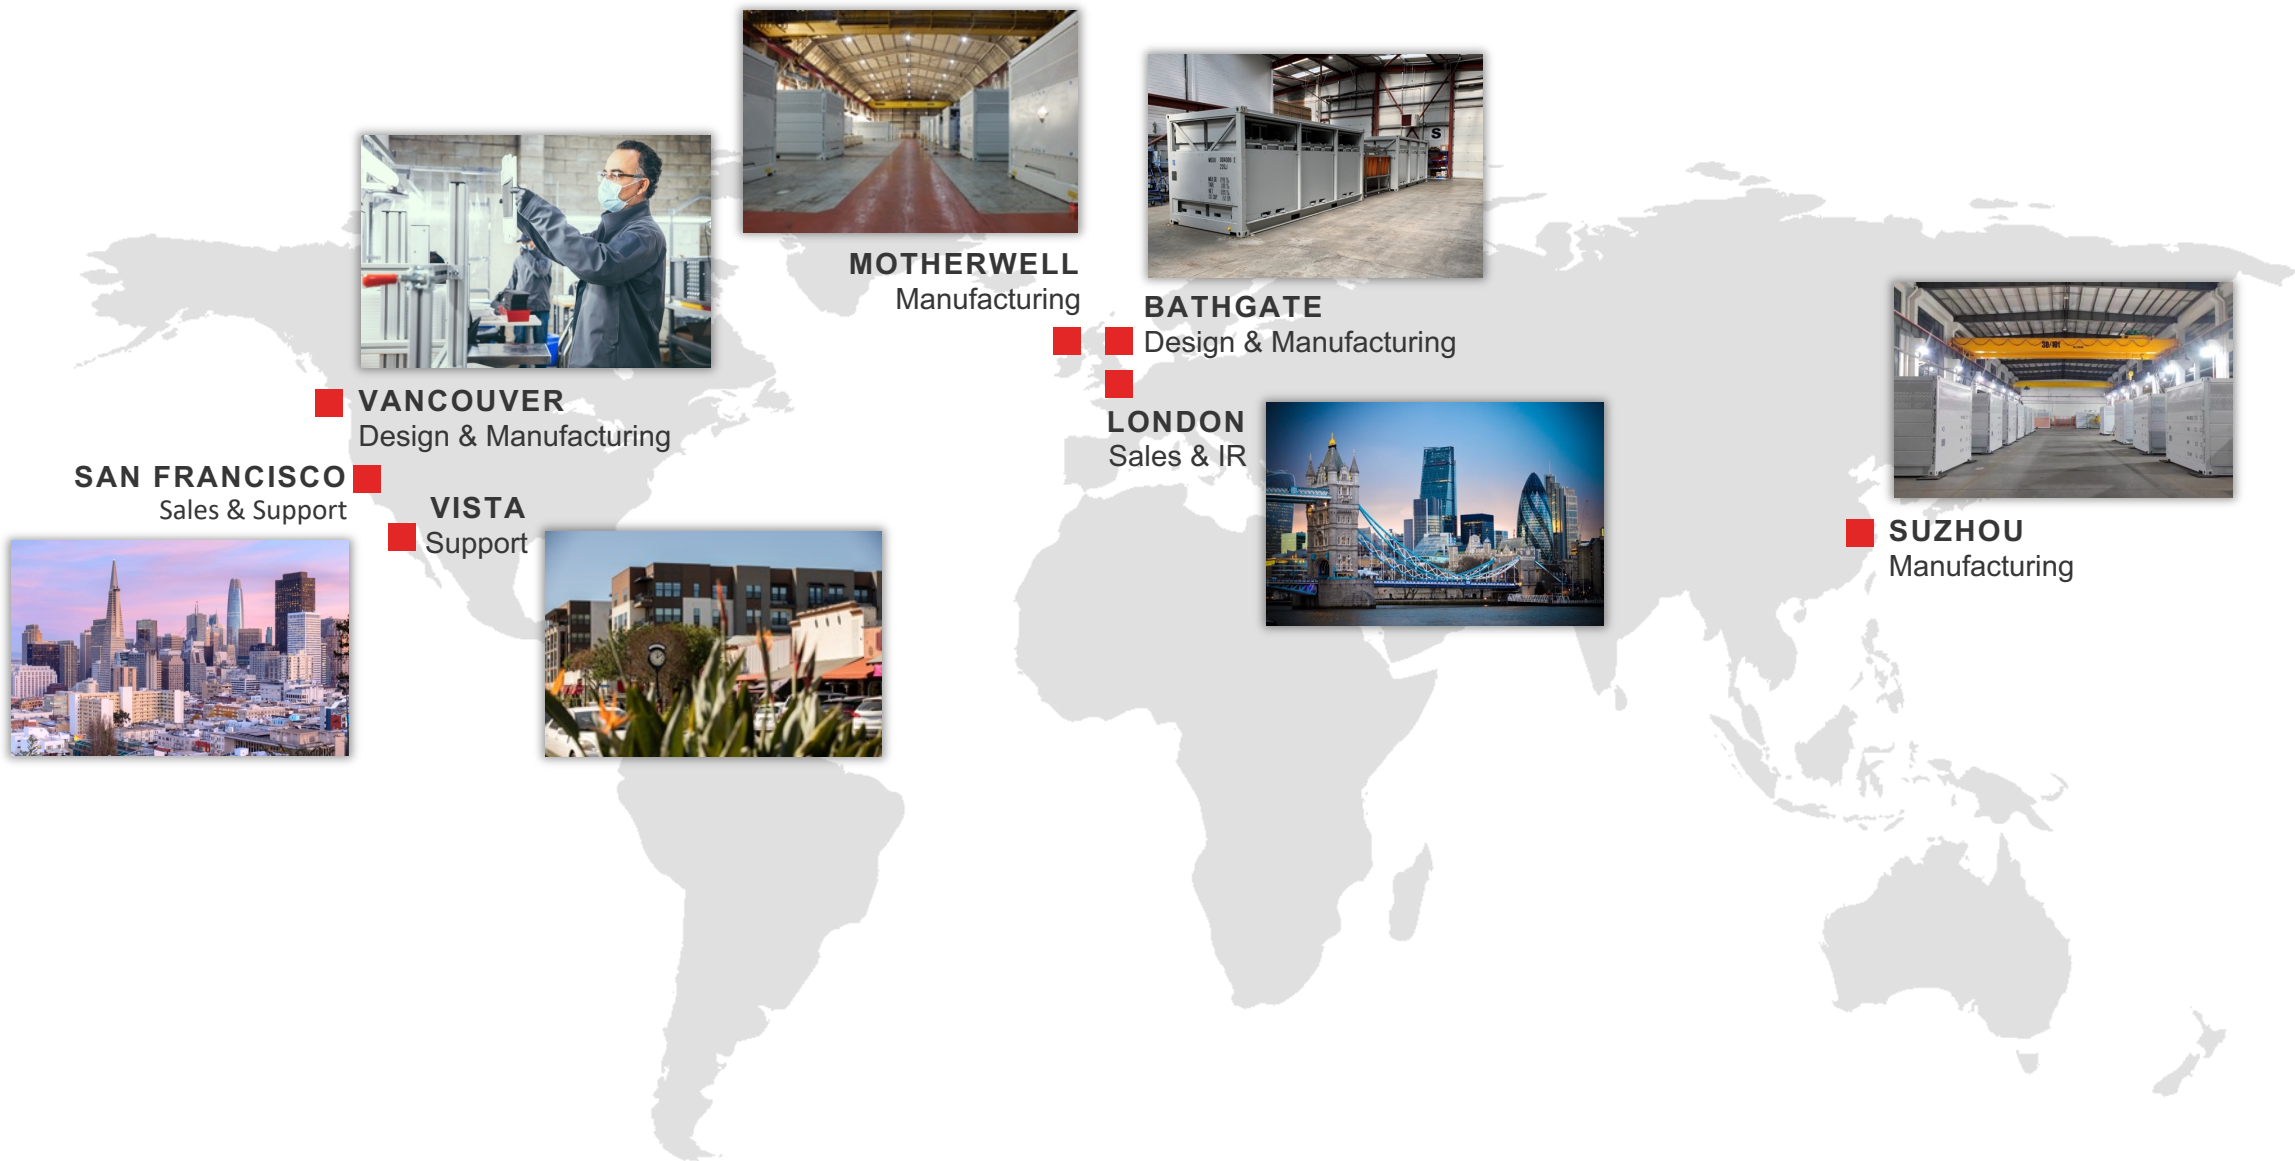 MOTHERWELL
Manufacturing
BATHGATE
Design & Manufacturing
VANCOUVER
Design & Manufacturing
LONDON
Sales & IR
SAN FRANCISCO
Sales & Support
VISTA
Support
SUZHOU
Manufacturing
S